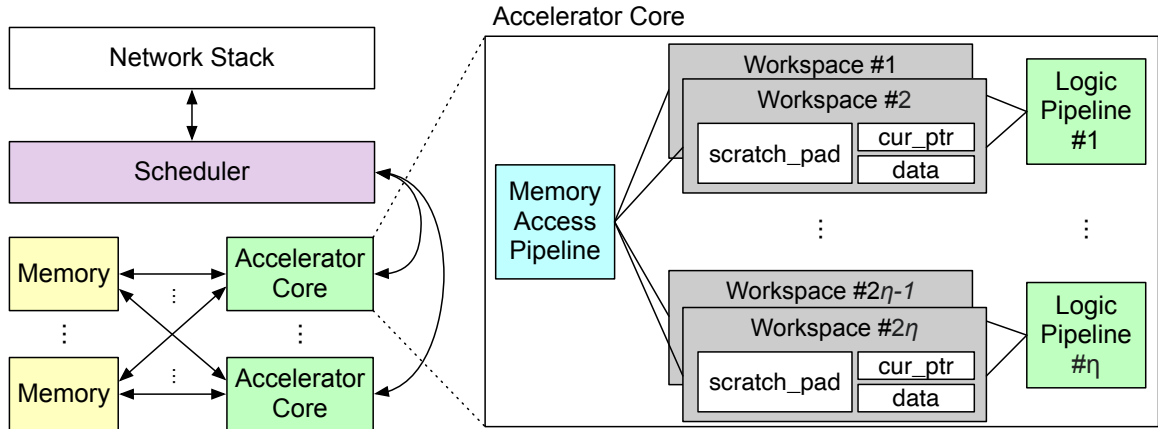 Accelerator Core
Network Stack
Scheduler
Memory
Accelerator
Core
...
⋮
⋮
...
Memory
Accelerator
Core
Memory
Access
Pipeline
Workspace #1
Workspace #2
scratch_pad
cur_ptr
data
Logic
Pipeline
#1
⋮
⋮
Workspace #2η-1
Workspace #2η
scratch_pad
cur_ptr
data
Logic
Pipeline
#η